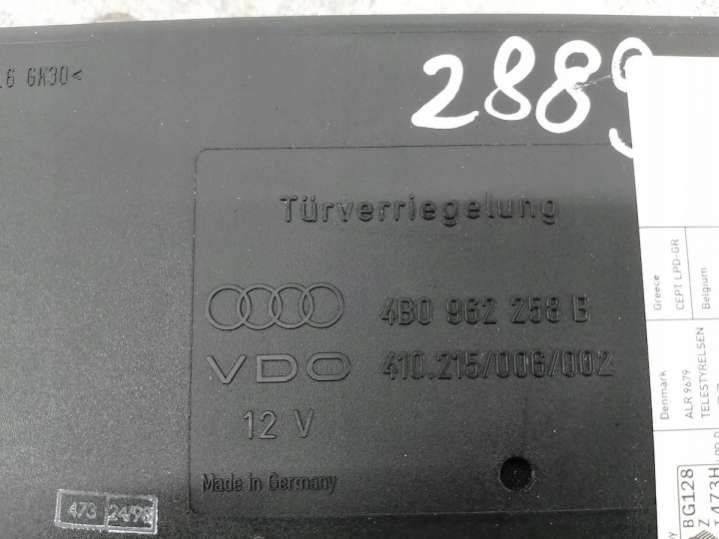 GK30<
2889
Türverriegelung
4B0 962 258 B
VDO 410.215/006/002
12 V
Made in Germany
473 24/98
Greece
CEPT LPD-GR
Belgium
Denmark
ALR 9679
TELESTYRELSEN
BG128
Z